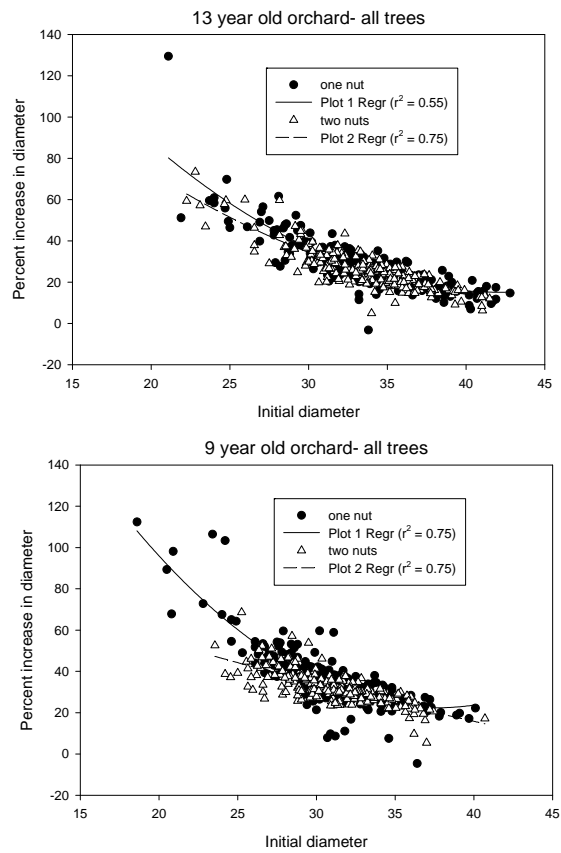 13 year old orchard- all trees
140
120
100
80
60
40
20
0
-20
Percent increase in diameter
one nut
Plot 1 Regr (r² = 0.55)
two nuts
Plot 2 Regr (r² = 0.75)
15 20 25 30 35 40 45
Initial diameter
9 year old orchard- all trees
140
120
100
80
60
40
20
0
-20
Percent increase in diameter
one nut
Plot 1 Regr (r² = 0.75)
two nuts
Plot 2 Regr (r² = 0.75)
15 20 25 30 35 40 45
Initial diameter